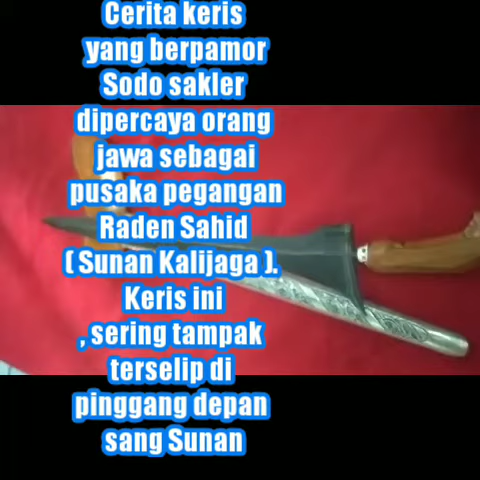 Cerita keris
yang berpamor
Sodo sakler
dipercaya orang
jawa sebagai
pusaka pegangan
Raden Sahid
( Sunan Kalijaga ).
Keris ini
, sering tampak
terselip di
pinggang depan
sang Sunan